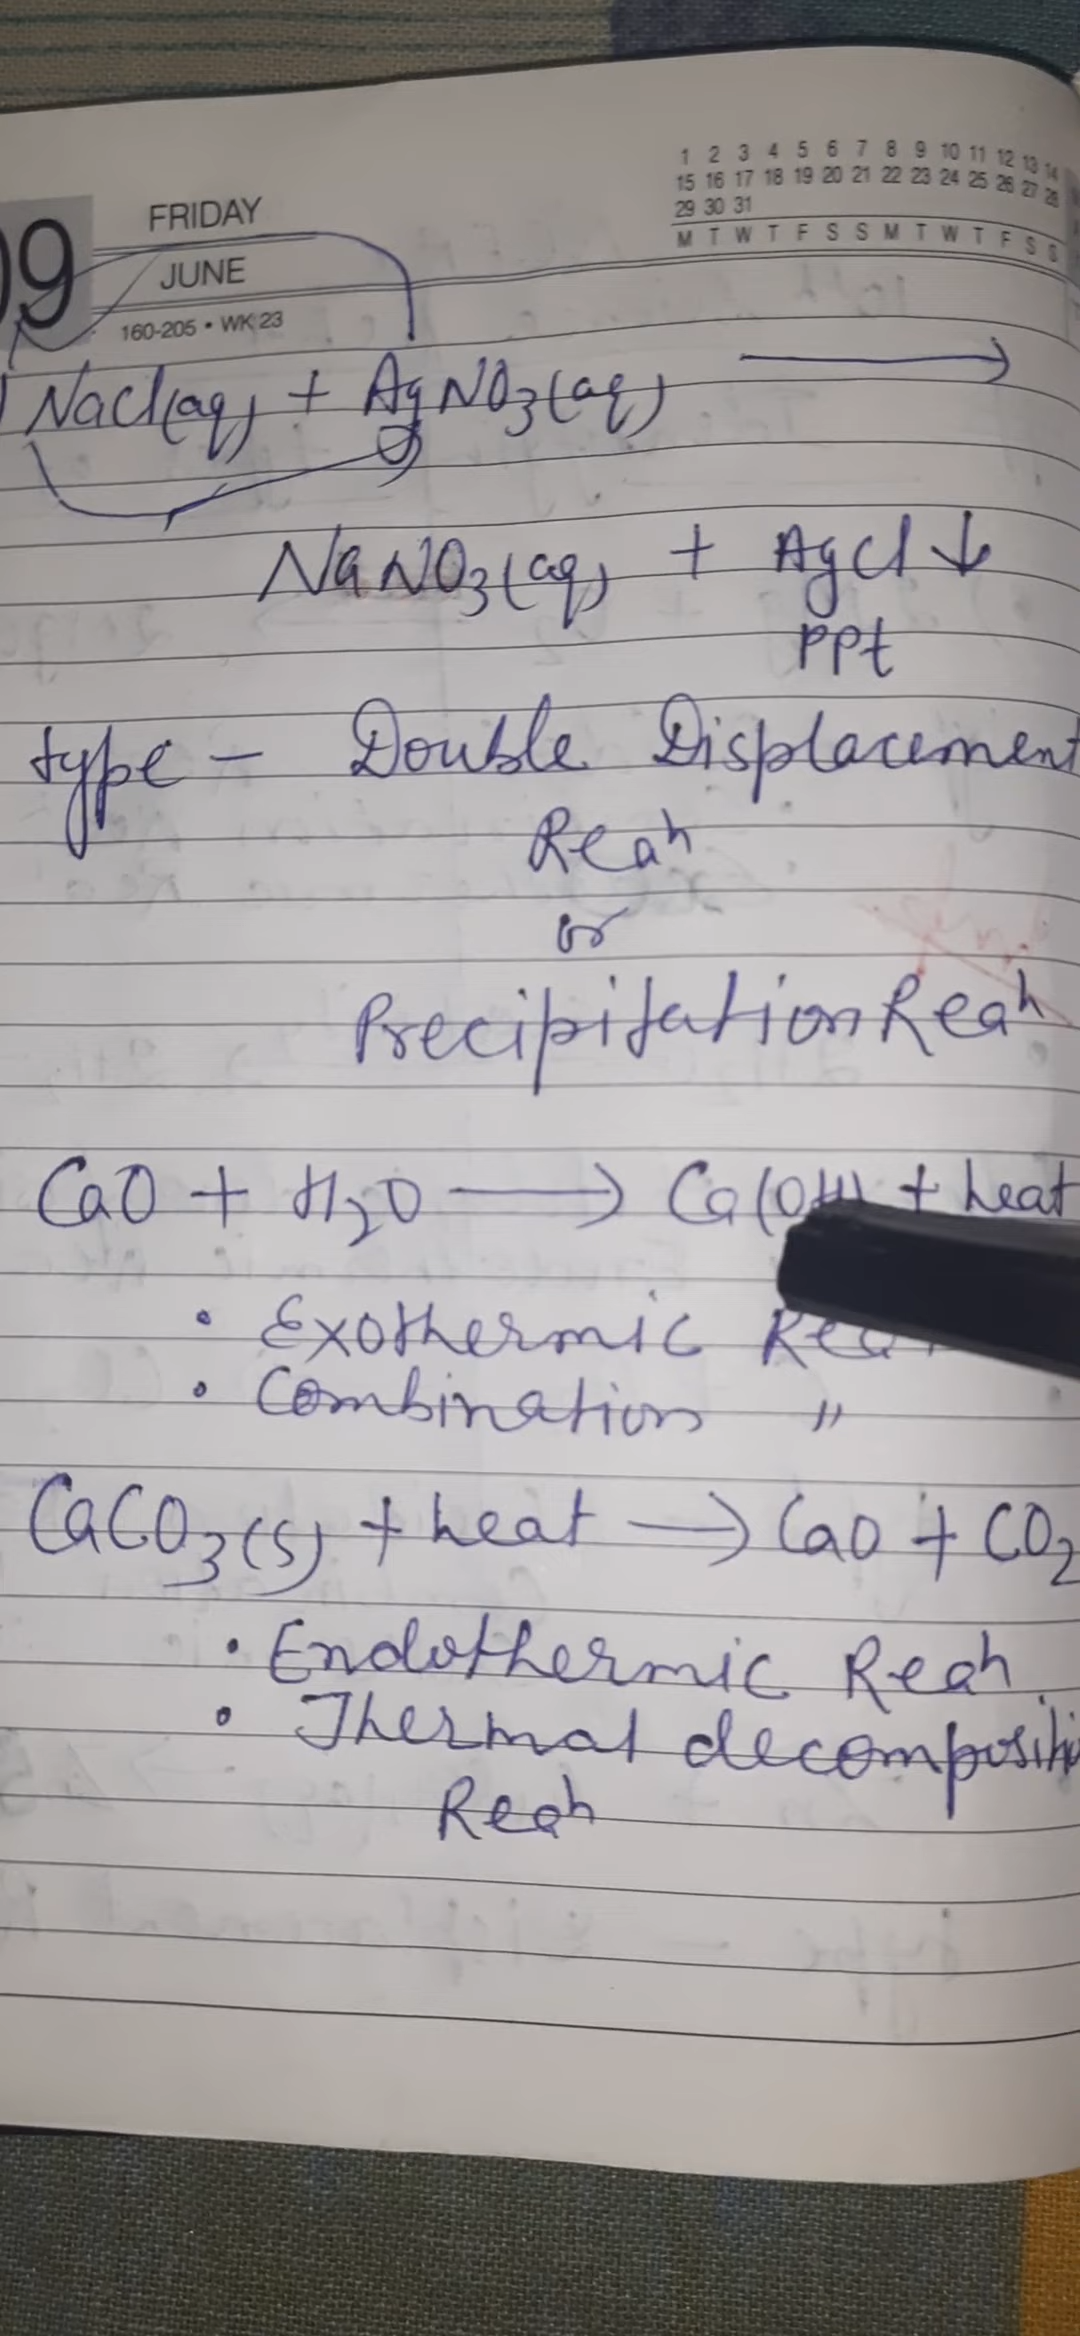 09
FRIDAY
JUNE
160-205 • WK 23
1 2 3 4 5 6 7 8 9 10 11 12 13 14
15 16 17 18 19 20 21 22 23 24 25 26 27 28
29 30 31
M T W T F S S M T W T F S S
NaCl(aq) + AgNO3(aq) ⟶
NaNO3(aq) + AgCl ↓
PPt
type - Double Displacement
Reaⁿ
or
Precipitation Reaⁿ
CaO + H2O ⟶ Ca(OH) + heat
• Exothermic
• Combination "
CaCO3(s) + heat ⟶ CaO + CO2
• Endothermic Reaⁿ
• Thermal decompositi
Reaⁿ